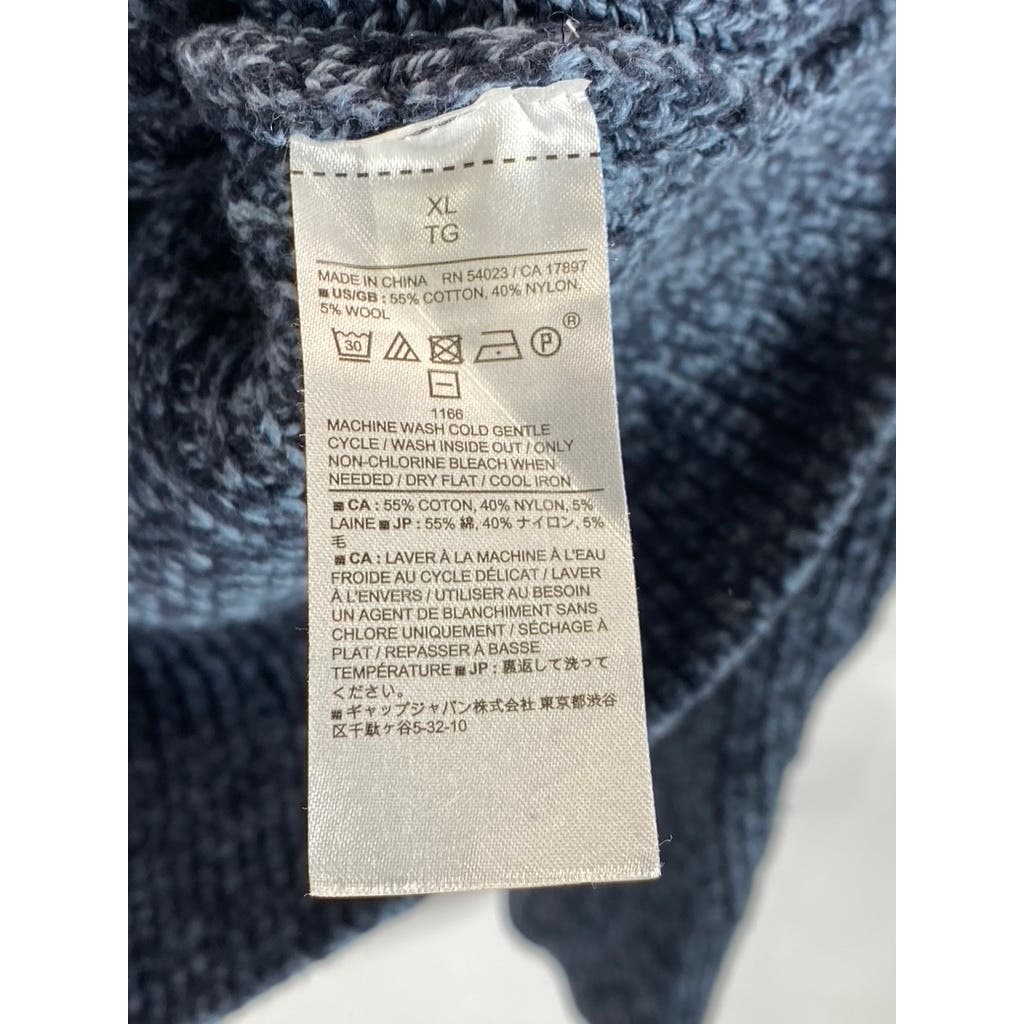 XL
TG
MADE IN CHINA RN 54023 / CA 17897
US/GB : 55% COTTON, 40% NYLON,
5% WOOL
30 P ®
1166
MACHINE WASH COLD GENTLE
CYCLE / WASH INSIDE OUT / ONLY
NON-CHLORINE BLEACH WHEN
NEEDED / DRY FLAT / COOL IRON
CA : 55% COTON, 40% NYLON, 5%
LAINE JP : 55% 綿, 40% ナイロン, 5%
毛
CA : LAVER À LA MACHINE À L'EAU
FROIDE AU CYCLE DÉLICAT / LAVER
À L'ENVERS / UTILISER AU BESOIN
UN AGENT DE BLANCHIMENT SANS
CHLORE UNIQUEMENT / SÉCHAGE À
PLAT / REPASSER À BASSE
TEMPÉRATURE JP : 裏返して洗って
ください。
ギャップジャパン株式会社 東京都渋谷
区千駄ヶ谷5-32-10